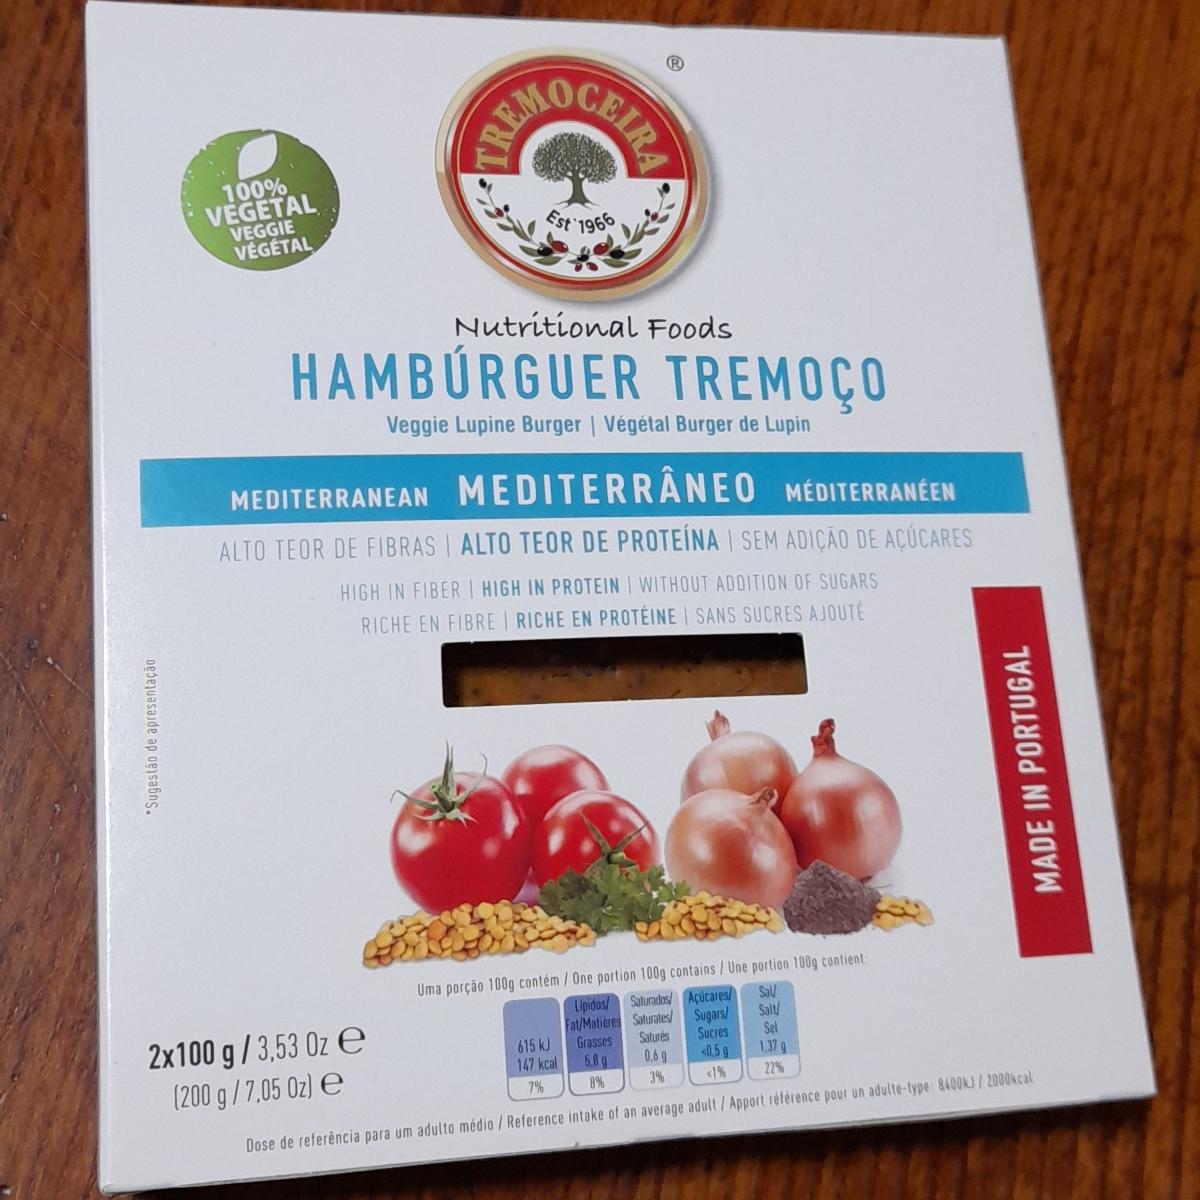 ®
TREMOCEIRA
Est´1966
100%
VEGETAL
VEGGIE
VÉGÉTAL
Nutritional Foods
HAMBÚRGUER TREMOÇO
Veggie Lupine Burger | Végétal Burger de Lupin
MEDITERRANEAN MEDITERRÂNEO MÉDITERRANÉEN
ALTO TEOR DE FIBRAS | ALTO TEOR DE PROTEÍNA | SEM ADIÇÃO DE AÇÚCARES
HIGH IN FIBER | HIGH IN PROTEIN | WITHOUT ADDITION OF SUGARS
RICHE EN FIBRE | RICHE EN PROTÉINE | SANS SUCRES AJOUTÉ
*Sugestão de apresentação
MADE IN PORTUGAL
Uma porção 100g contém / One portion 100g contains / Une portion 100g contient:
615 kJ
147 kcal
7%
Lípidos/
Fat/Matières
Grasses
5,8 g
8%
Saturados/
Saturates/
Saturés
0,6 g
3%
Açúcares/
Sugars/
Sucres
<0,5 g
<1%
Sal/
Salt/
Sel
1,37 g
22%
2x100 g / 3,53 Oz ℮
(200 g / 7,05 Oz) ℮
Dose de referência para um adulto médio / Reference intake of an average adult / Apport référence pour un adulte-type: 8400kJ / 2000kcal